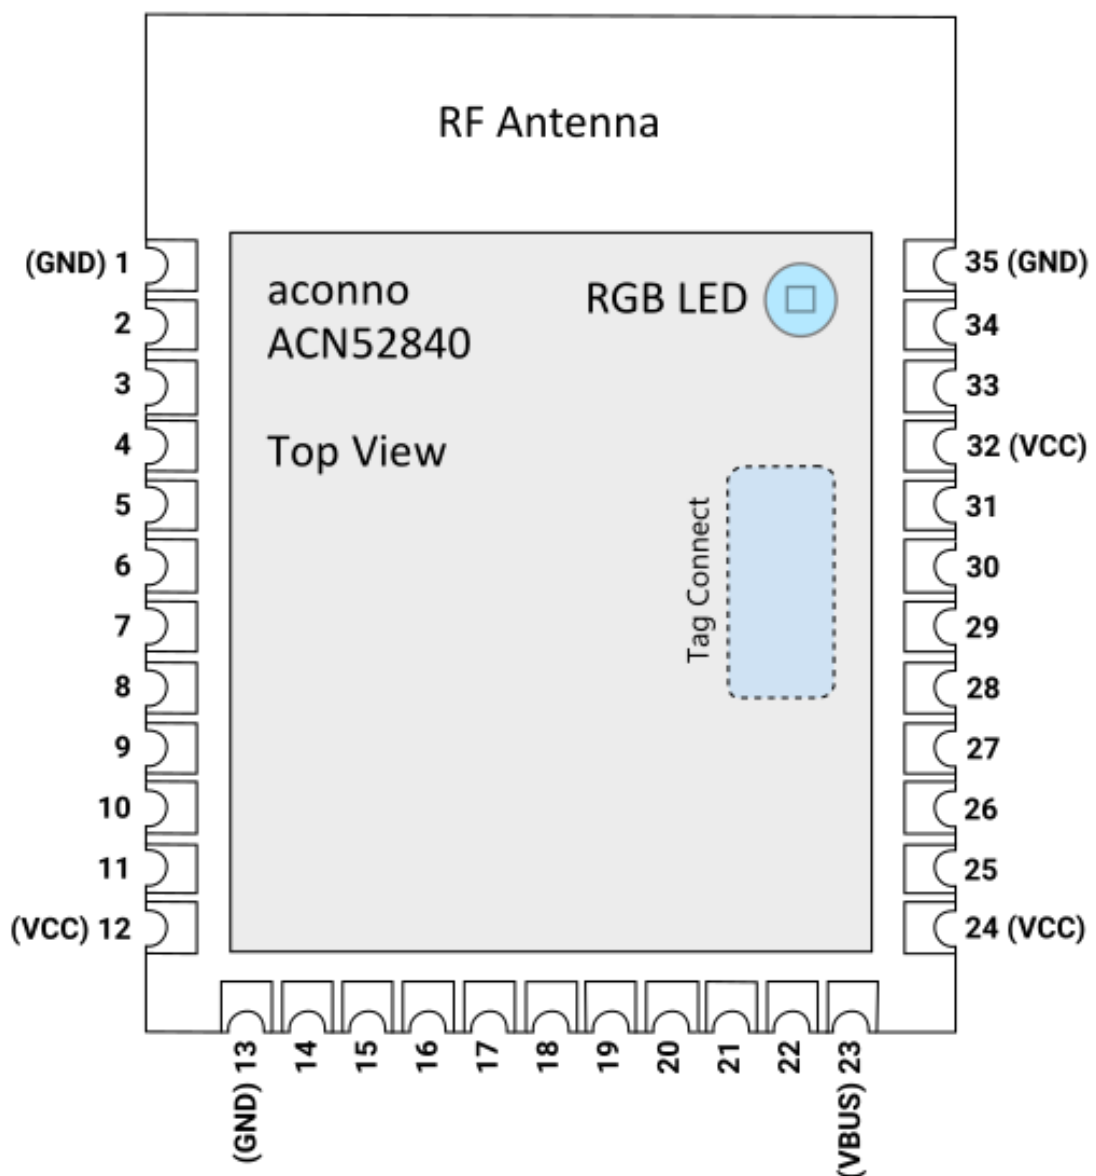 RF Antenna
(GND) 1
2
3
4
5
6
7
8
9
10
11
(VCC) 12
aconno
ACN52840
Top View
RGB LED
Tag Connect
35 (GND)
34
33
32 (VCC)
31
30
29
28
27
26
25
24 (VCC)
(GND) 13
14
15
16
17
18
19
20
21
22
(VBUS) 23